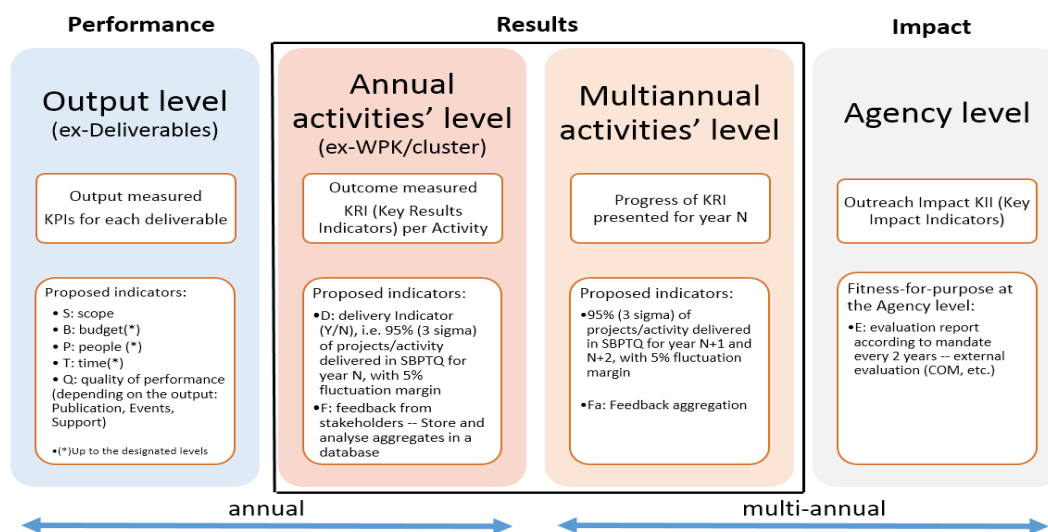 Performance
Results
Impact
Output level
(ex-Deliverables)
Output measured
KPIs for each deliverable
Proposed indicators:
• S: scope
• B: budget(*)
• P: people (*)
• T: time(*)
• Q: quality of performance
(depending on the output:
Publication, Events,
Support)
•(*)Up to the designated levels
Annual
activities’ level
(ex-WPK/cluster)
Outcome measured
KRI (Key Results
Indicators) per Activity
Proposed indicators:
•D: delivery Indicator
(Y/N), i.e. 95% (3 sigma)
of projects/activity
delivered in SBPTQ for
year N, with 5%
fluctuation margin
•F: feedback from
stakeholders -- Store and
analyse aggregates in a
database
Multiannual
activities’ level
Progress of KRI
presented for year N
Proposed indicators:
•95% (3 sigma) of
projects/activity delivered
in SBPTQ for year N+1 and
N+2, with 5% fluctuation
margin
•Fa: Feedback aggregation
Agency level
Outreach Impact KII (Key
Impact Indicators)
Fitness-for-purpose at
the Agency level:
•E: evaluation report
according to mandate
every 2 years -- external
evaluation (COM, etc.)
annual
multi-annual